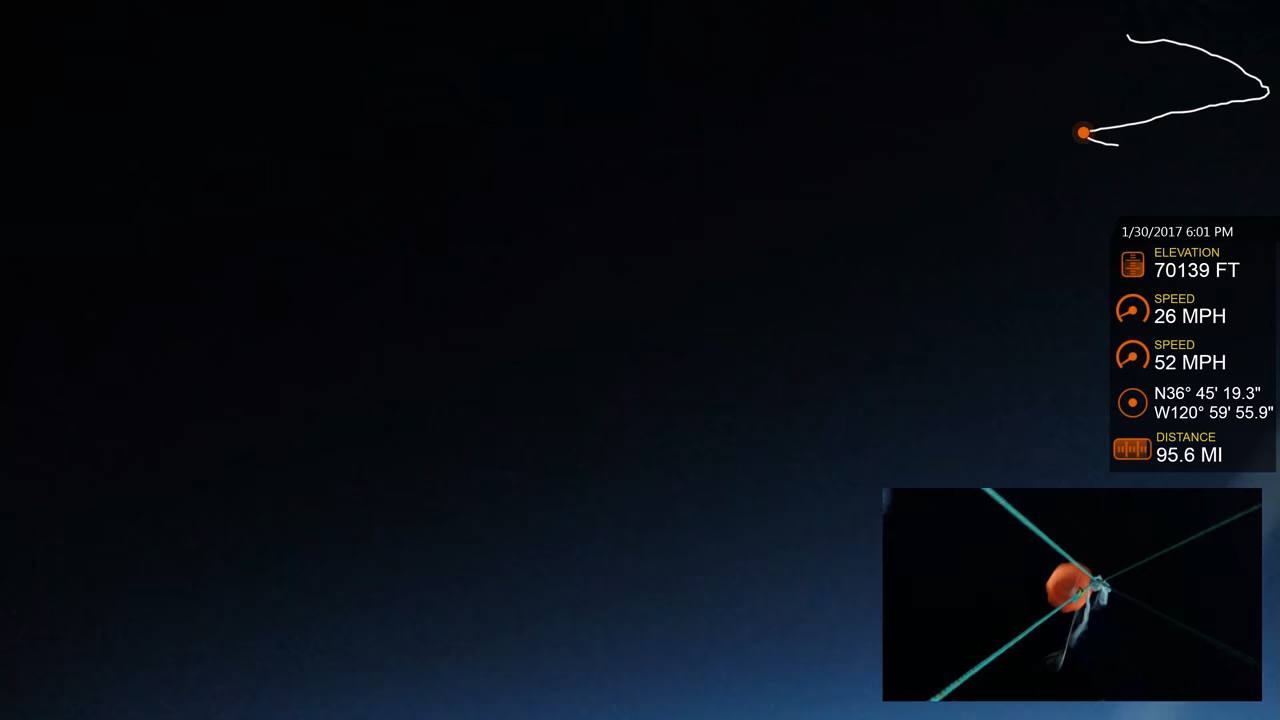 1/30/2017 6:01 PM
ELEVATION
70139 FT
SPEED
26 MPH
SPEED
52 MPH
N36° 45' 19.3"
W120° 59' 55.9"
DISTANCE
95.6 MI